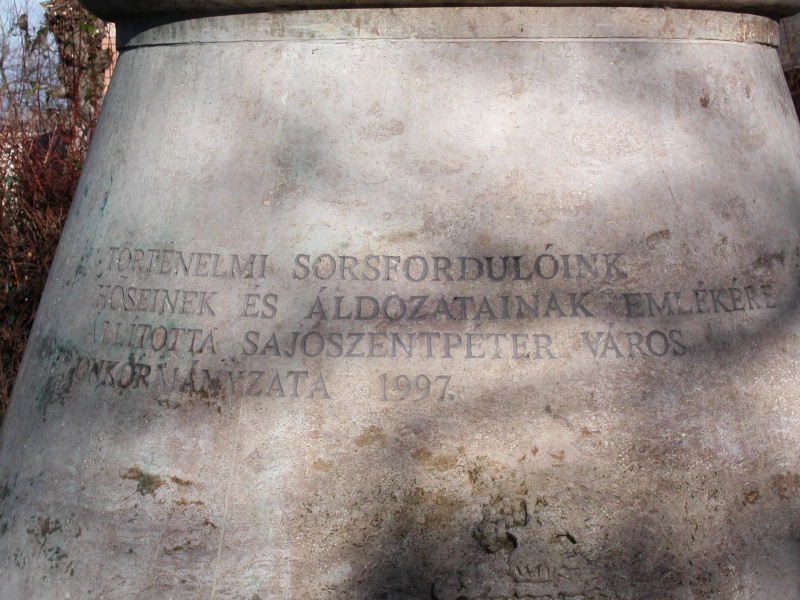 TÖRTÉNELMI SORSFORDULÓINK
HŐSEINEK ÉS ÁLDOZATAINAK EMLÉKÉRE
ÁLLÍTOTTA SAJÓSZENTPÉTER VÁROS
ÖNKORMÁNYZATA 1997.